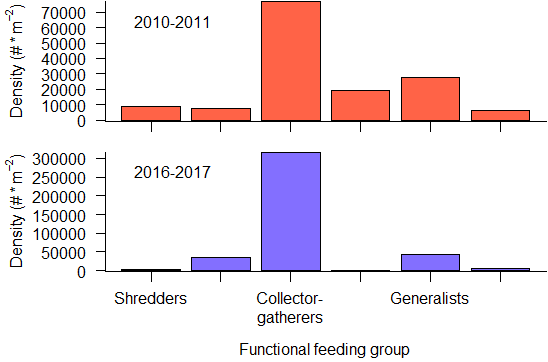 Density (# * m⁻²)
70000
60000
50000
40000
30000
20000
10000
0
2010-2011
Density (# * m⁻²)
300000
250000
200000
150000
100000
50000
0
2016-2017
Shredders
Collector-
gatherers
Generalists
Functional feeding group